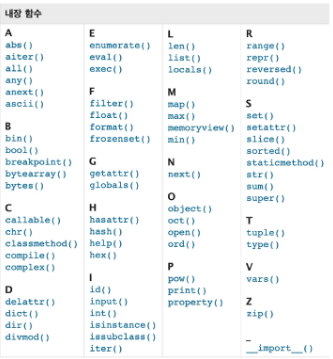 내장 함수
A
abs()
aiter()
all()
any()
anext()
ascii()
B
bin()
bool()
breakpoint()
bytearray()
bytes()
C
callable()
chr()
classmethod()
compile()
complex()
D
delattr()
dict()
dir()
divmod()
E
enumerate()
eval()
exec()
F
filter()
float()
format()
frozenset()
G
getattr()
globals()
H
hasattr()
hash()
help()
hex()
I
id()
input()
int()
isinstance()
issubclass()
iter()
L
len()
list()
locals()
M
map()
max()
memoryview()
min()
N
next()
O
object()
oct()
open()
ord()
P
pow()
print()
property()
R
range()
repr()
reversed()
round()
S
set()
setattr()
slice()
sorted()
staticmethod()
str()
sum()
super()
T
tuple()
type()
V
vars()
Z
zip()
_
__import__()